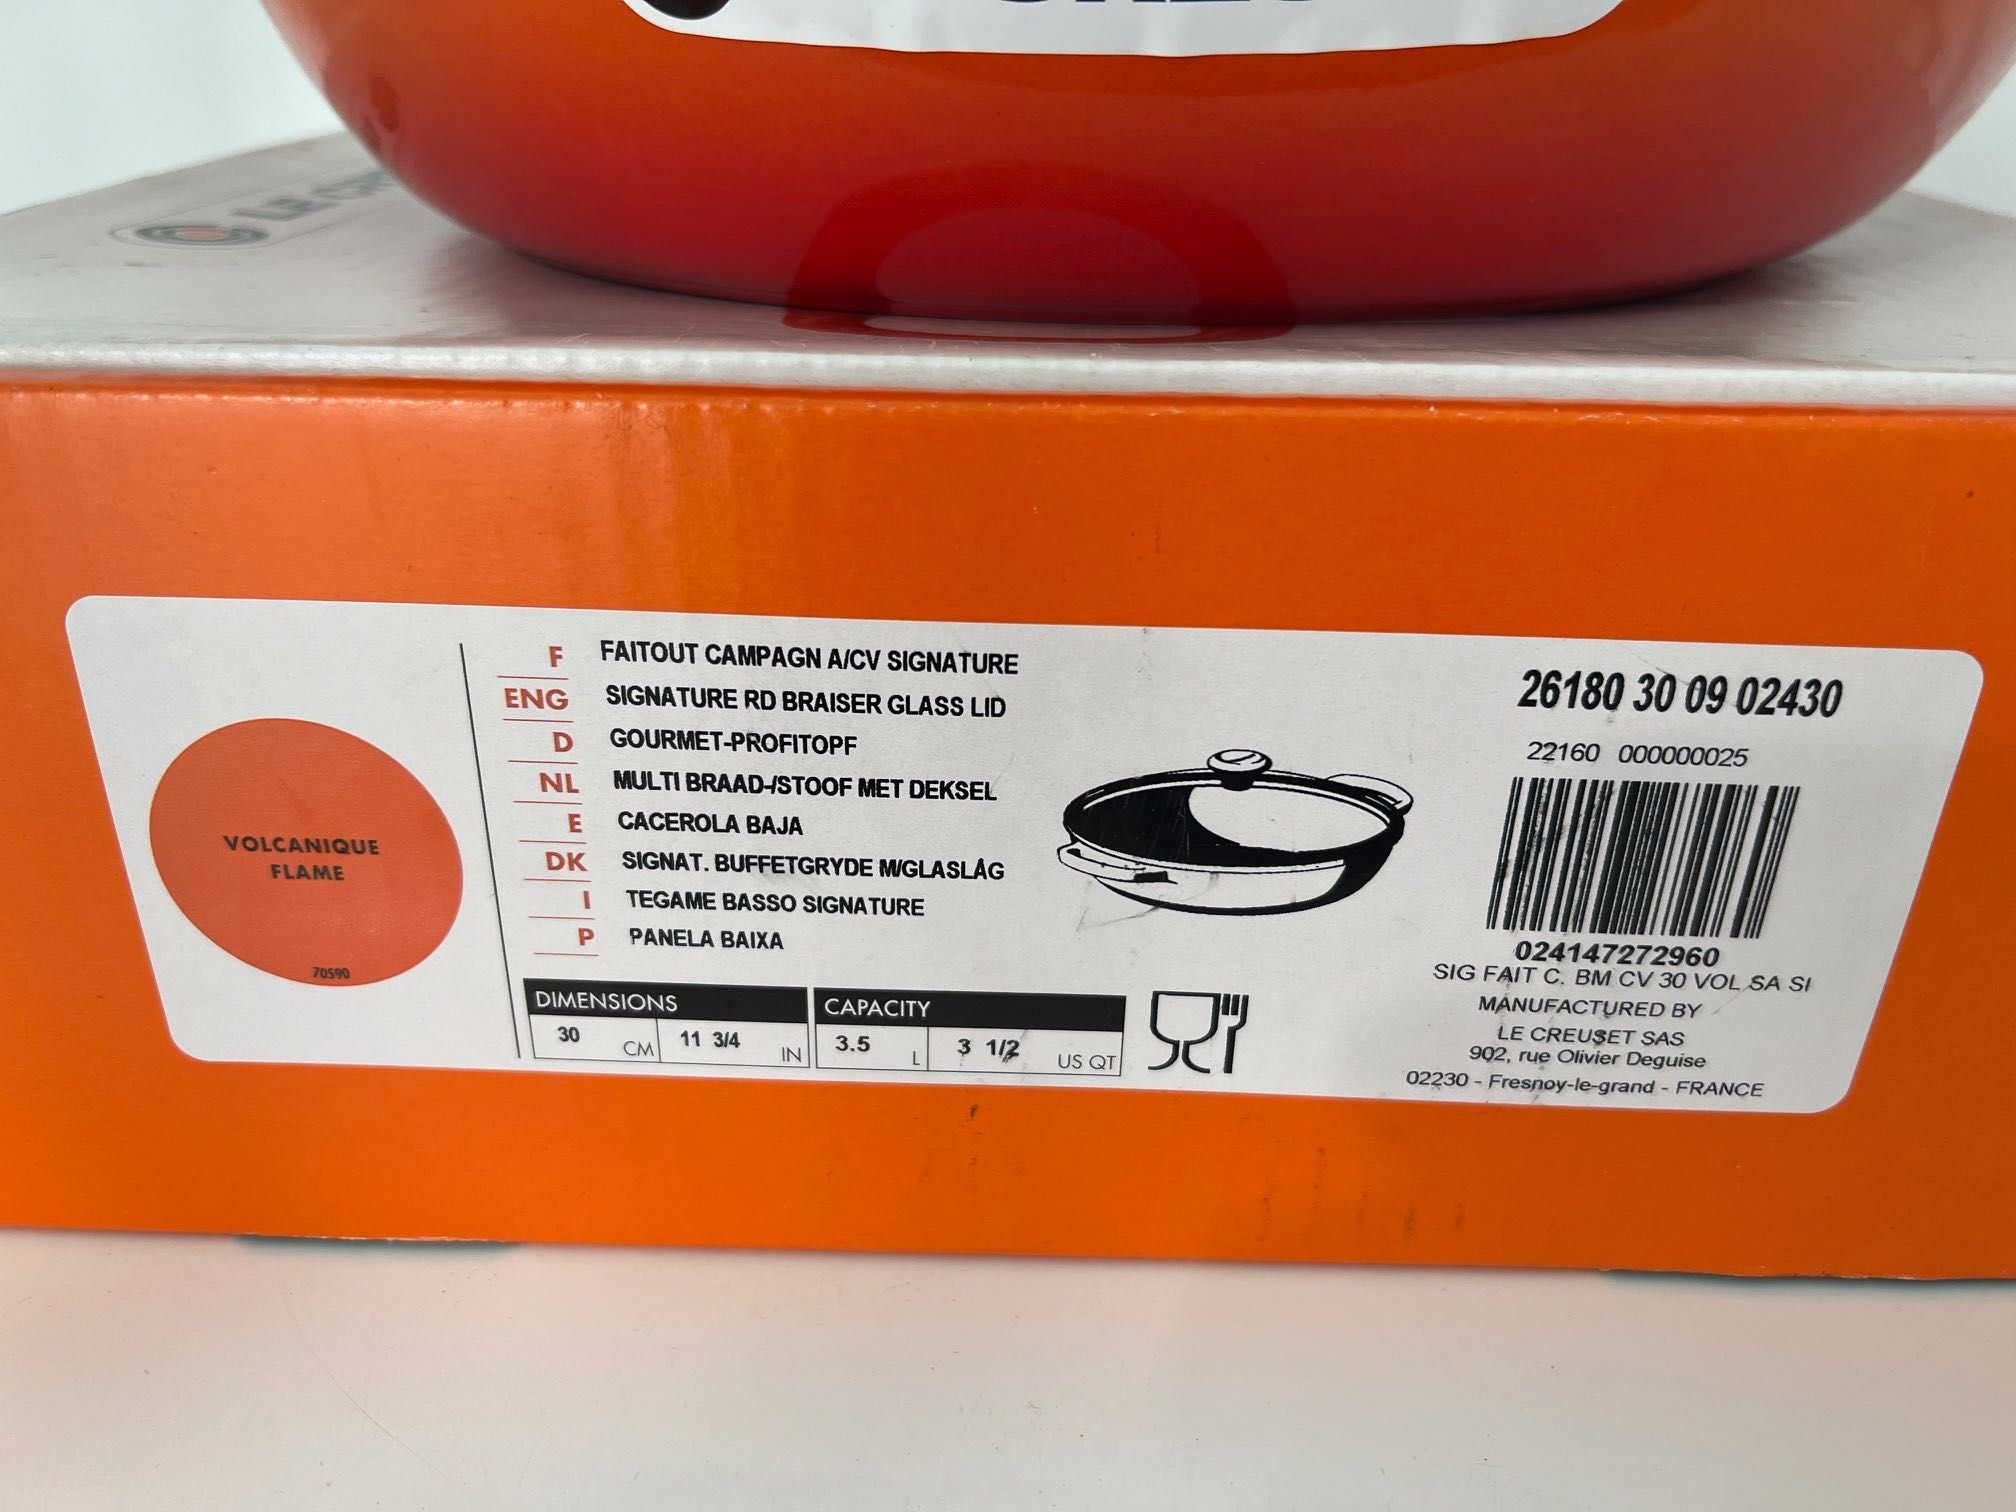 LE
F FAITOUT CAMPAGN A/CV SIGNATURE
ENG SIGNATURE RD BRAISER GLASS LID
D GOURMET-PROFITOPF
NL MULTI BRAAD-/STOOF MET DEKSEL
E CACEROLA BAJA
DK SIGNAT. BUFFETGRYDE M/GLASLÅG
I TEGAME BASSO SIGNATURE
P PANELA BAIXA
VOLCANIQUE
FLAME
70590
DIMENSIONS
30 CM 11 3/4 IN
CAPACITY
3.5 L 3 1/2 US QT
26180 30 09 02430
22160 000000025
024147272960
SIG FAIT C. BM CV 30 VOL SA SI
MANUFACTURED BY
LE CREUSET SAS
902, rue Olivier Deguise
02230 - Fresnoy-le-grand - FRANCE